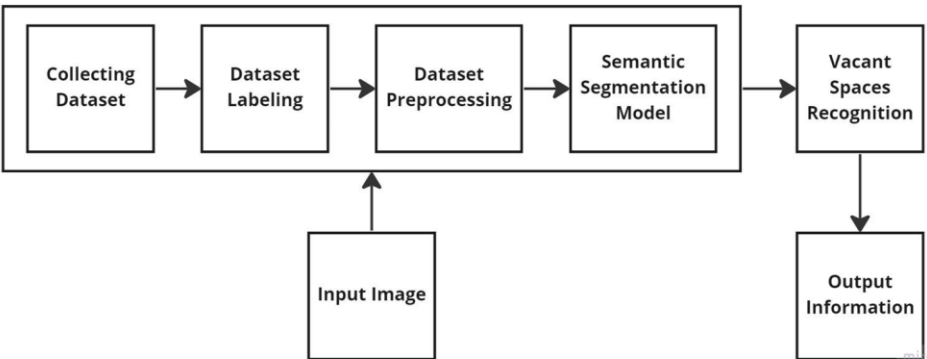 Collecting
Dataset
Dataset
Labeling
Dataset
Preprocessing
Semantic
Segmentation
Model
Vacant
Spaces
Recognition
Input Image
Output
Information